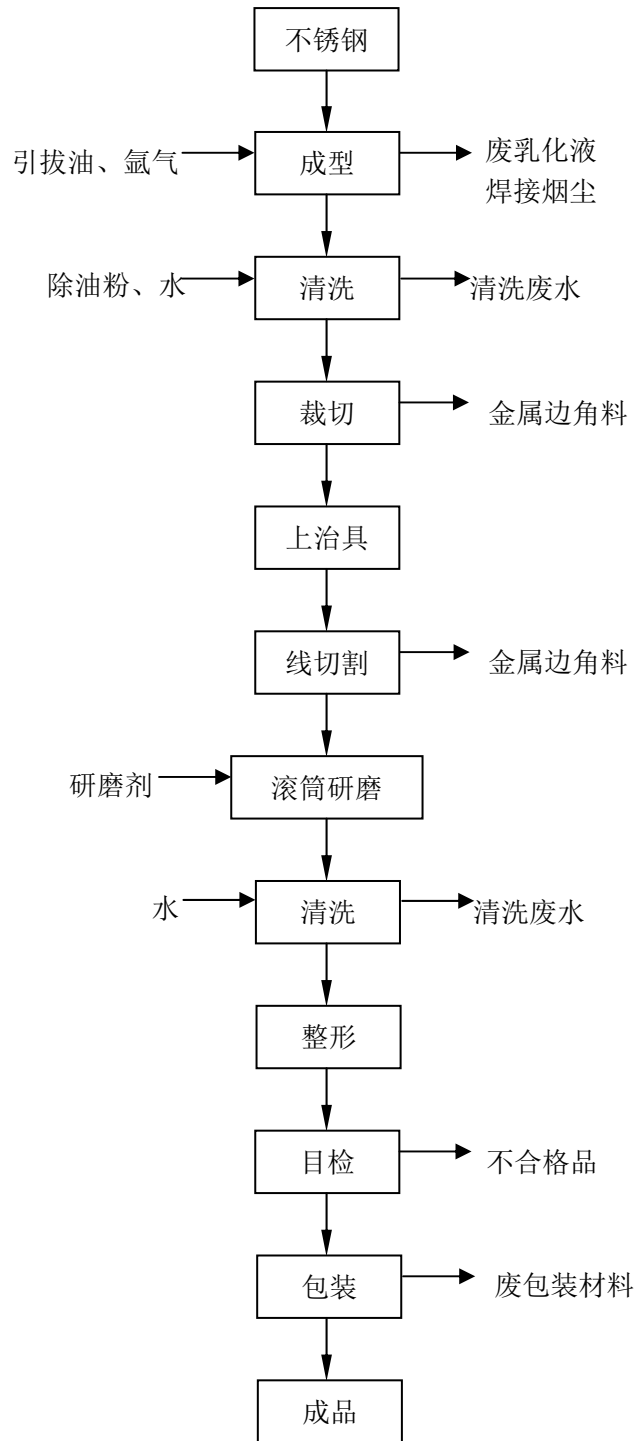 不锈钢
引拔油、氩气
成型
废乳化液
焊接烟尘
除油粉、水
清洗
清洗废水
裁切
金属边角料
上治具
线切割
金属边角料
研磨剂
滚筒研磨
水
清洗
清洗废水
整形
目检
不合格品
包装
废包装材料
成品